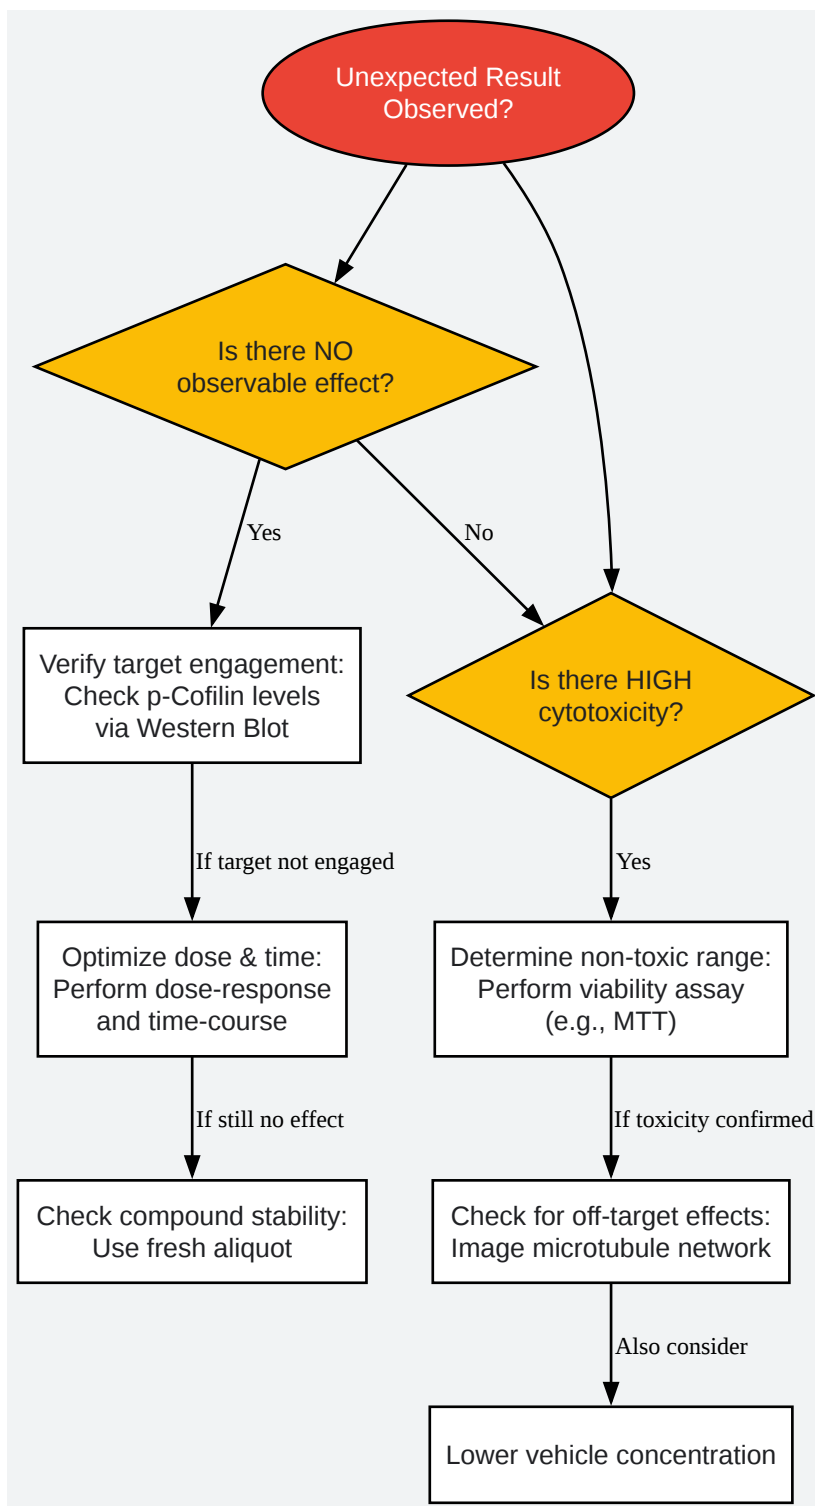 Unexpected Result
Observed?
Is there NO
observable effect?
Yes
No
Verify target engagement:
Check p-Cofilin levels
via Western Blot
Is there HIGH
cytotoxicity?
If target not engaged
Yes
Optimize dose & time:
Perform dose-response
and time-course
Determine non-toxic range:
Perform viability assay
(e.g., MTT)
If still no effect
If toxicity confirmed
Check compound stability:
Use fresh aliquot
Check for off-target effects:
Image microtubule network
Also consider
Lower vehicle concentration